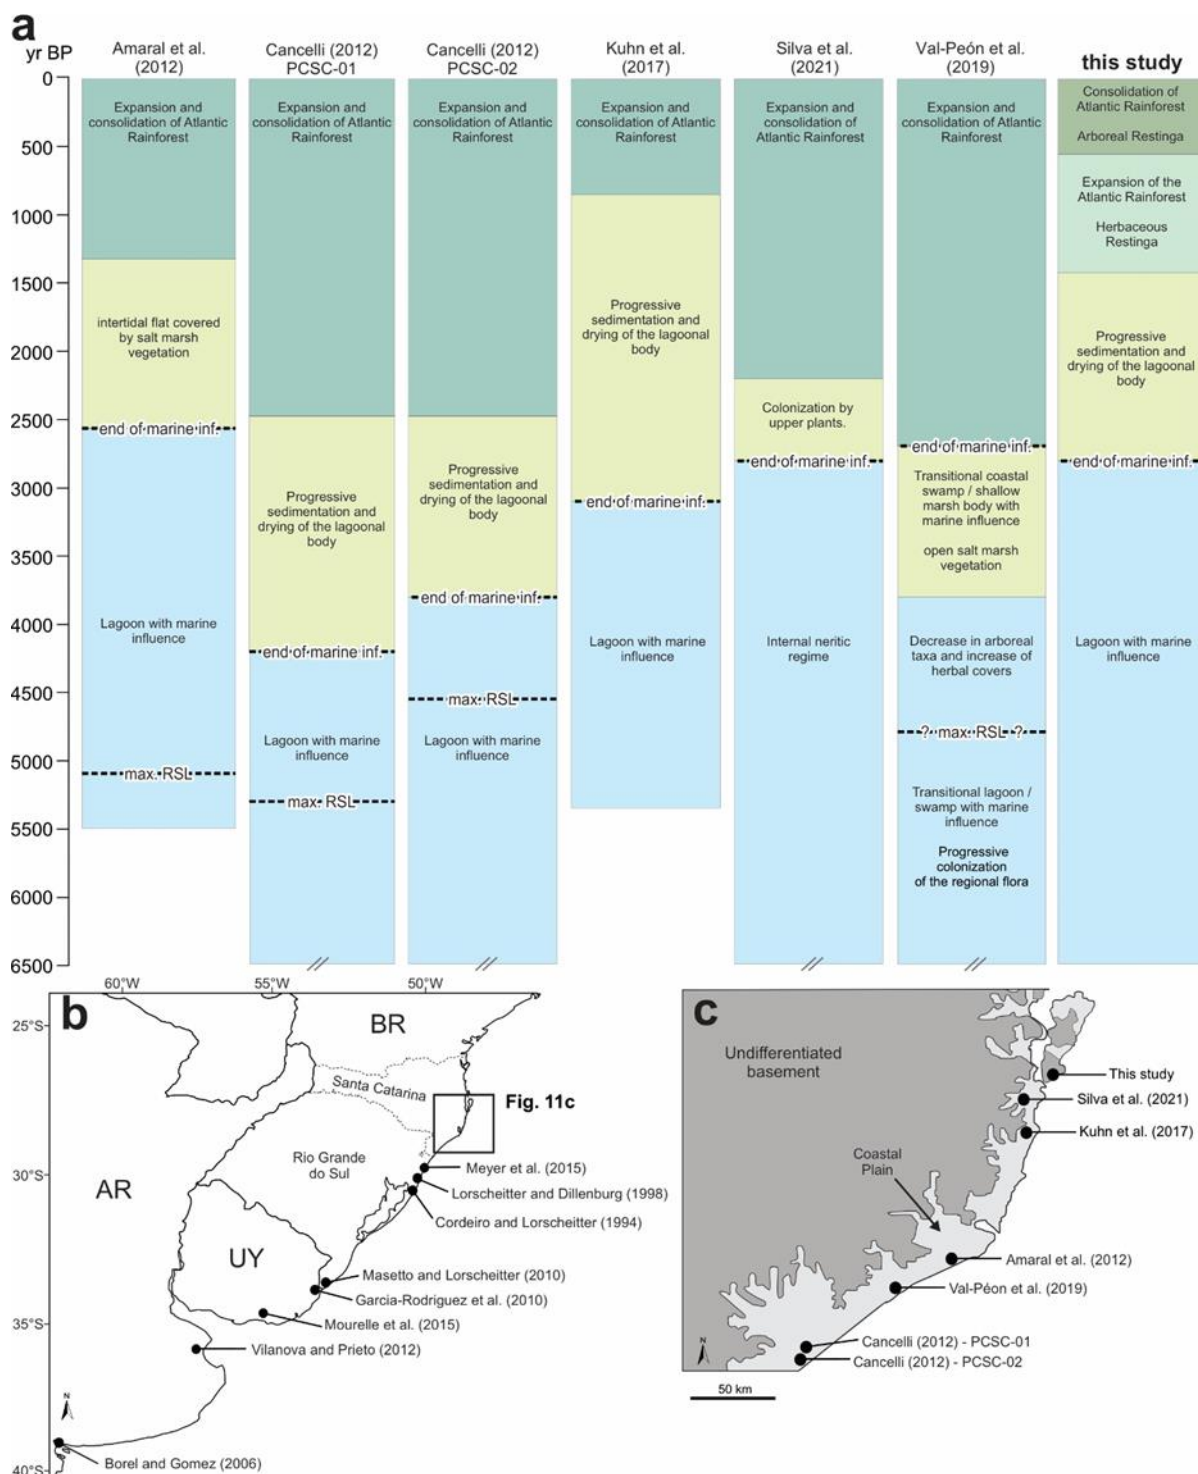 a
yr BP
Amaral et al.
(2012)
Cancelli (2012)
PCSC-01
Cancelli (2012)
PCSC-02
Kuhn et al.
(2017)
Silva et al.
(2021)
Val-Peón et al.
(2019)
this study
0
500
1000
1500
2000
2500
3000
3500
4000
4500
5000
5500
6000
6500
Expansion and
consolidation of Atlantic
Rainforest
intertidal flat covered
by salt marsh
vegetation
end of marine inf.
Lagoon with marine
influence
max. RSL
Expansion and
consolidation of Atlantic
Rainforest
Progressive
sedimentation and
drying of the lagoonal
body
end of marine inf.
Lagoon with marine
influence
max. RSL
Expansion and
consolidation of Atlantic
Rainforest
Progressive
sedimentation and
drying of the lagoonal
body
end of marine inf.
max. RSL
Lagoon with marine
influence
Expansion and
consolidation of Atlantic
Rainforest
Progressive
sedimentation and
drying of the lagoonal
body
end of marine inf.
Lagoon with marine
influence
Expansion and
consolidation of
Atlantic Rainforest
Colonization by
upper plants.
end of marine inf.
Internal neritic
regime
Expansion and
consolidation of Atlantic
Rainforest
end of marine inf.
Transitional coastal
swamp / shallow
marsh body with
marine influence
open salt marsh
vegetation
Decrease in arboreal
taxa and increase of
herbal covers
? max. RSL ?
Transitional lagoon /
swamp with marine
influence
Progressive
colonization
of the regional flora
Consolidation of
Atlantic Rainforest
Arboreal Restinga
Expansion of the
Atlantic Rainforest
Herbaceous
Restinga
Progressive
sedimentation and
drying of the lagoonal
body
end of marine inf.
Lagoon with marine
influence
b
60°W
55°W
50°W
25°S
30°S
35°S
40°S
BR
Santa Catarina
Fig. 11c
Rio Grande
do Sul
AR
UY
Meyer et al. (2015)
Lorscheitter and Dillenburg (1998)
Cordeiro and Lorscheitter (1994)
Masetto and Lorscheitter (2010)
Garcia-Rodriguez et al. (2010)
Mourelle et al. (2015)
Vilanova and Prieto (2012)
N
Borel and Gomez (2006)
c
Undifferentiated
basement
This study
Silva et al. (2021)
Kuhn et al. (2017)
Coastal
Plain
Amaral et al. (2012)
Val-Péon et al. (2019)
Cancelli (2012) - PCSC-01
Cancelli (2012) - PCSC-02
N
50 km